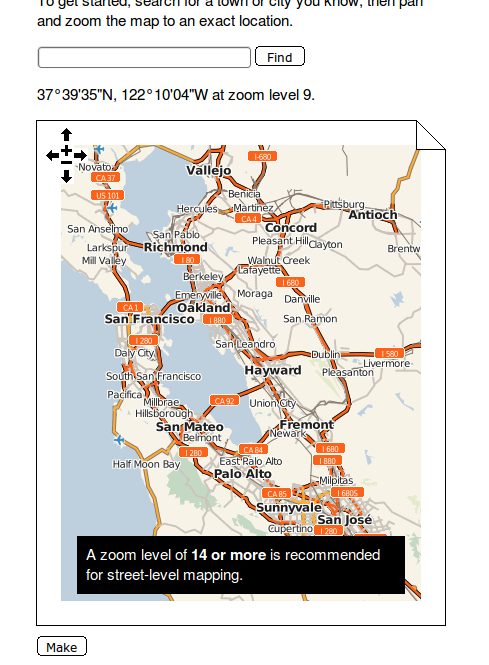 To get started, search for a town or city you know, then pan
and zoom the map to an exact location.
Find
37°39'35"N, 122°10'04"W at zoom level 9.
I-680
Novato
Vallejo
CA 37
US 101
Benicia
Hercules
Martinez
Pittsburg
CA 4
Antioch
San Anselmo
San Pablo
Concord
Larkspur
Richmond
Pleasant Hill
Clayton
Brentw
Mill Valley
I 80
Walnut Creek
Lafayette
Berkeley
I 680
Emeryville
Moraga
Danville
CA 1
Oakland
San Francisco
I 880
San Ramon
I 280
San Leandro
Daly City
Dublin
I 580
Livermore
South San Francisco
Hayward
Pleasanton
Pacifica
Millbrae
CA 92
Union City
Hillsborough
San Mateo
Fremont
Belmont
Newark
I 280
CA 84
I 680
Half Moon Bay
East Palo Alto
I 880
Palo Alto
Milpitas
CA 85
I 680S
Sunnyvale
San José
Cupertino
I 280
A zoom level of 14 or more is recommended
for street-level mapping.
Make